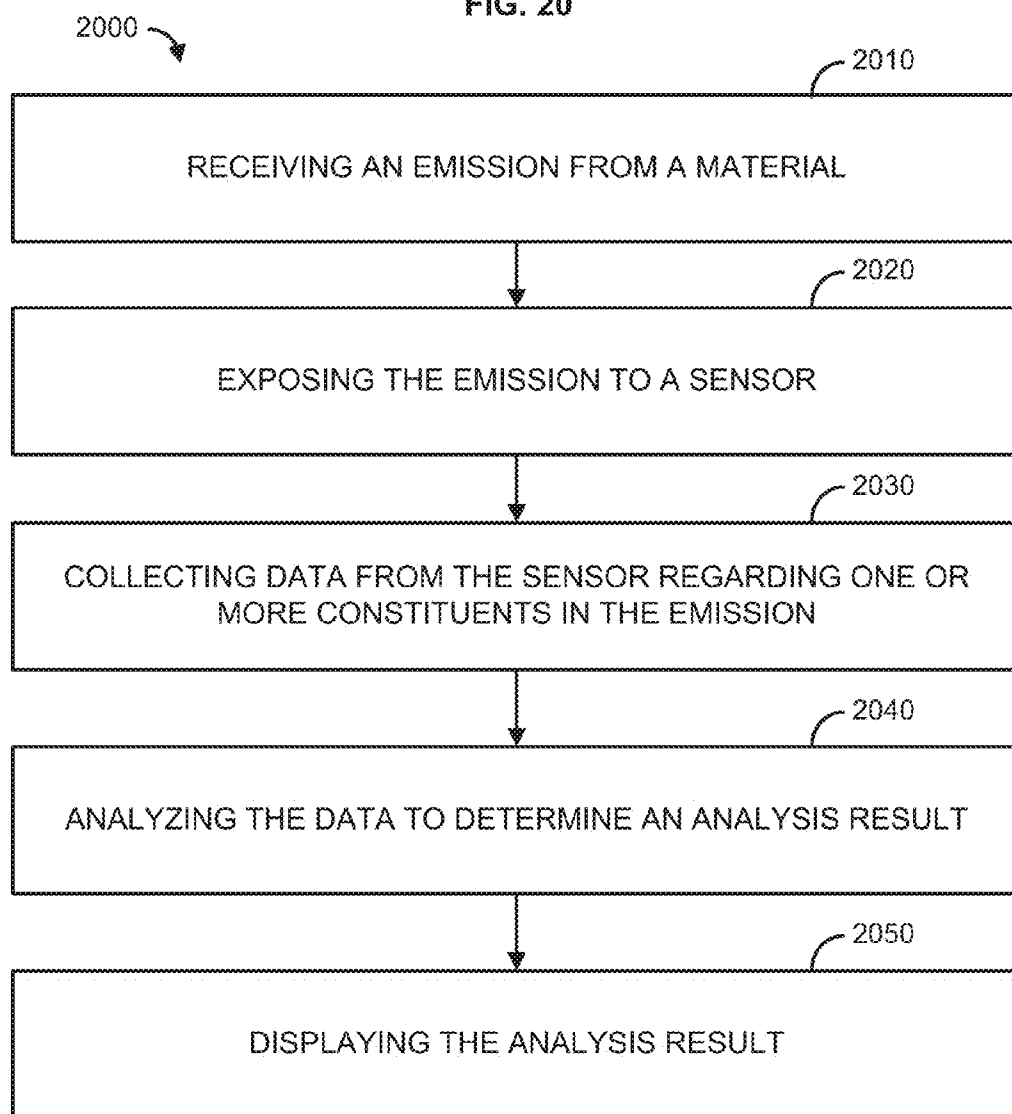 FIG. 20
2000
2010
RECEIVING AN EMISSION FROM A MATERIAL
2020
EXPOSING THE EMISSION TO A SENSOR
2030
COLLECTING DATA FROM THE SENSOR REGARDING ONE OR
MORE CONSTITUENTS IN THE EMISSION
2040
ANALYZING THE DATA TO DETERMINE AN ANALYSIS RESULT
2050
DISPLAYING THE ANALYSIS RESULT